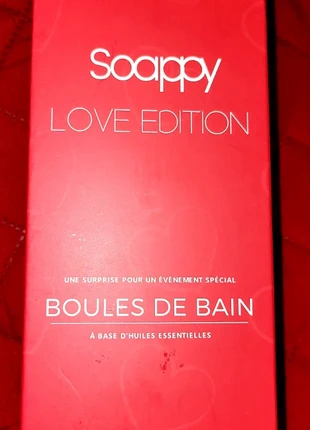 Soappy
LOVE EDITION
UNE SURPRISE POUR UN ÉVÉNEMENT SPÉCIAL
BOULES DE BAIN
À BASE D'HUILES ESSENTIELLES